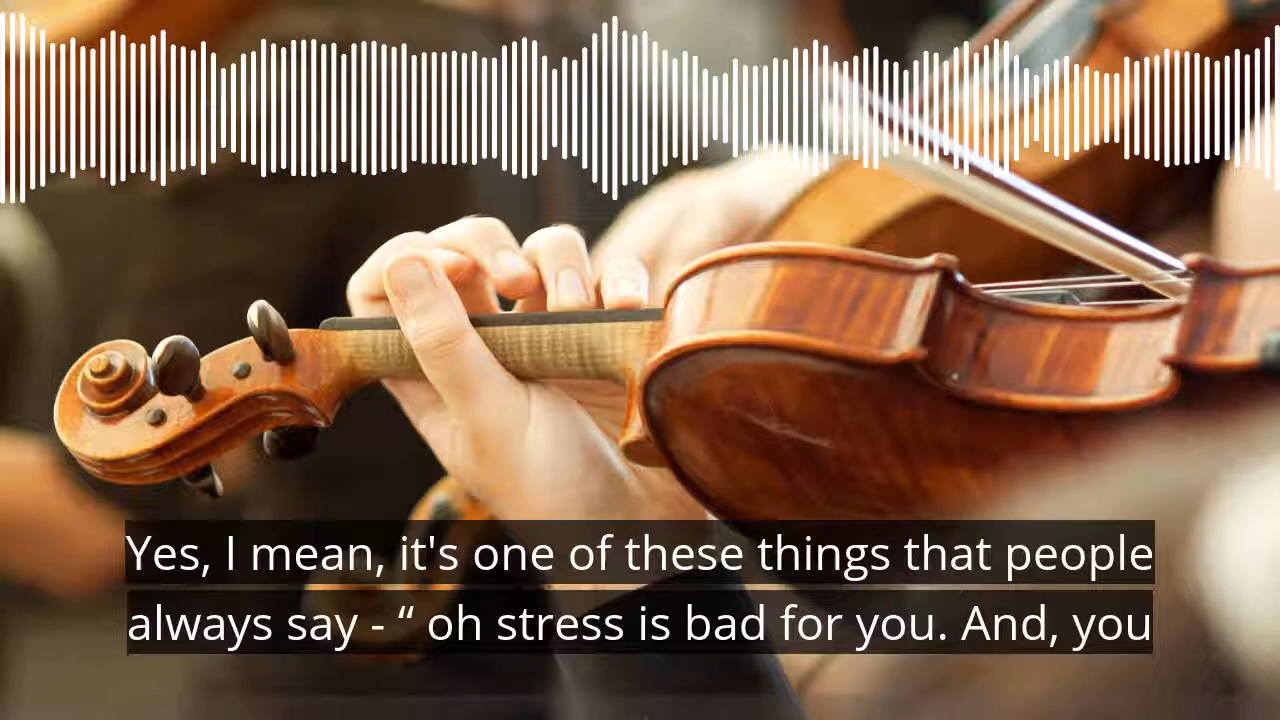 Yes, I mean, it's one of these things that people
always say - “ oh stress is bad for you. And, you